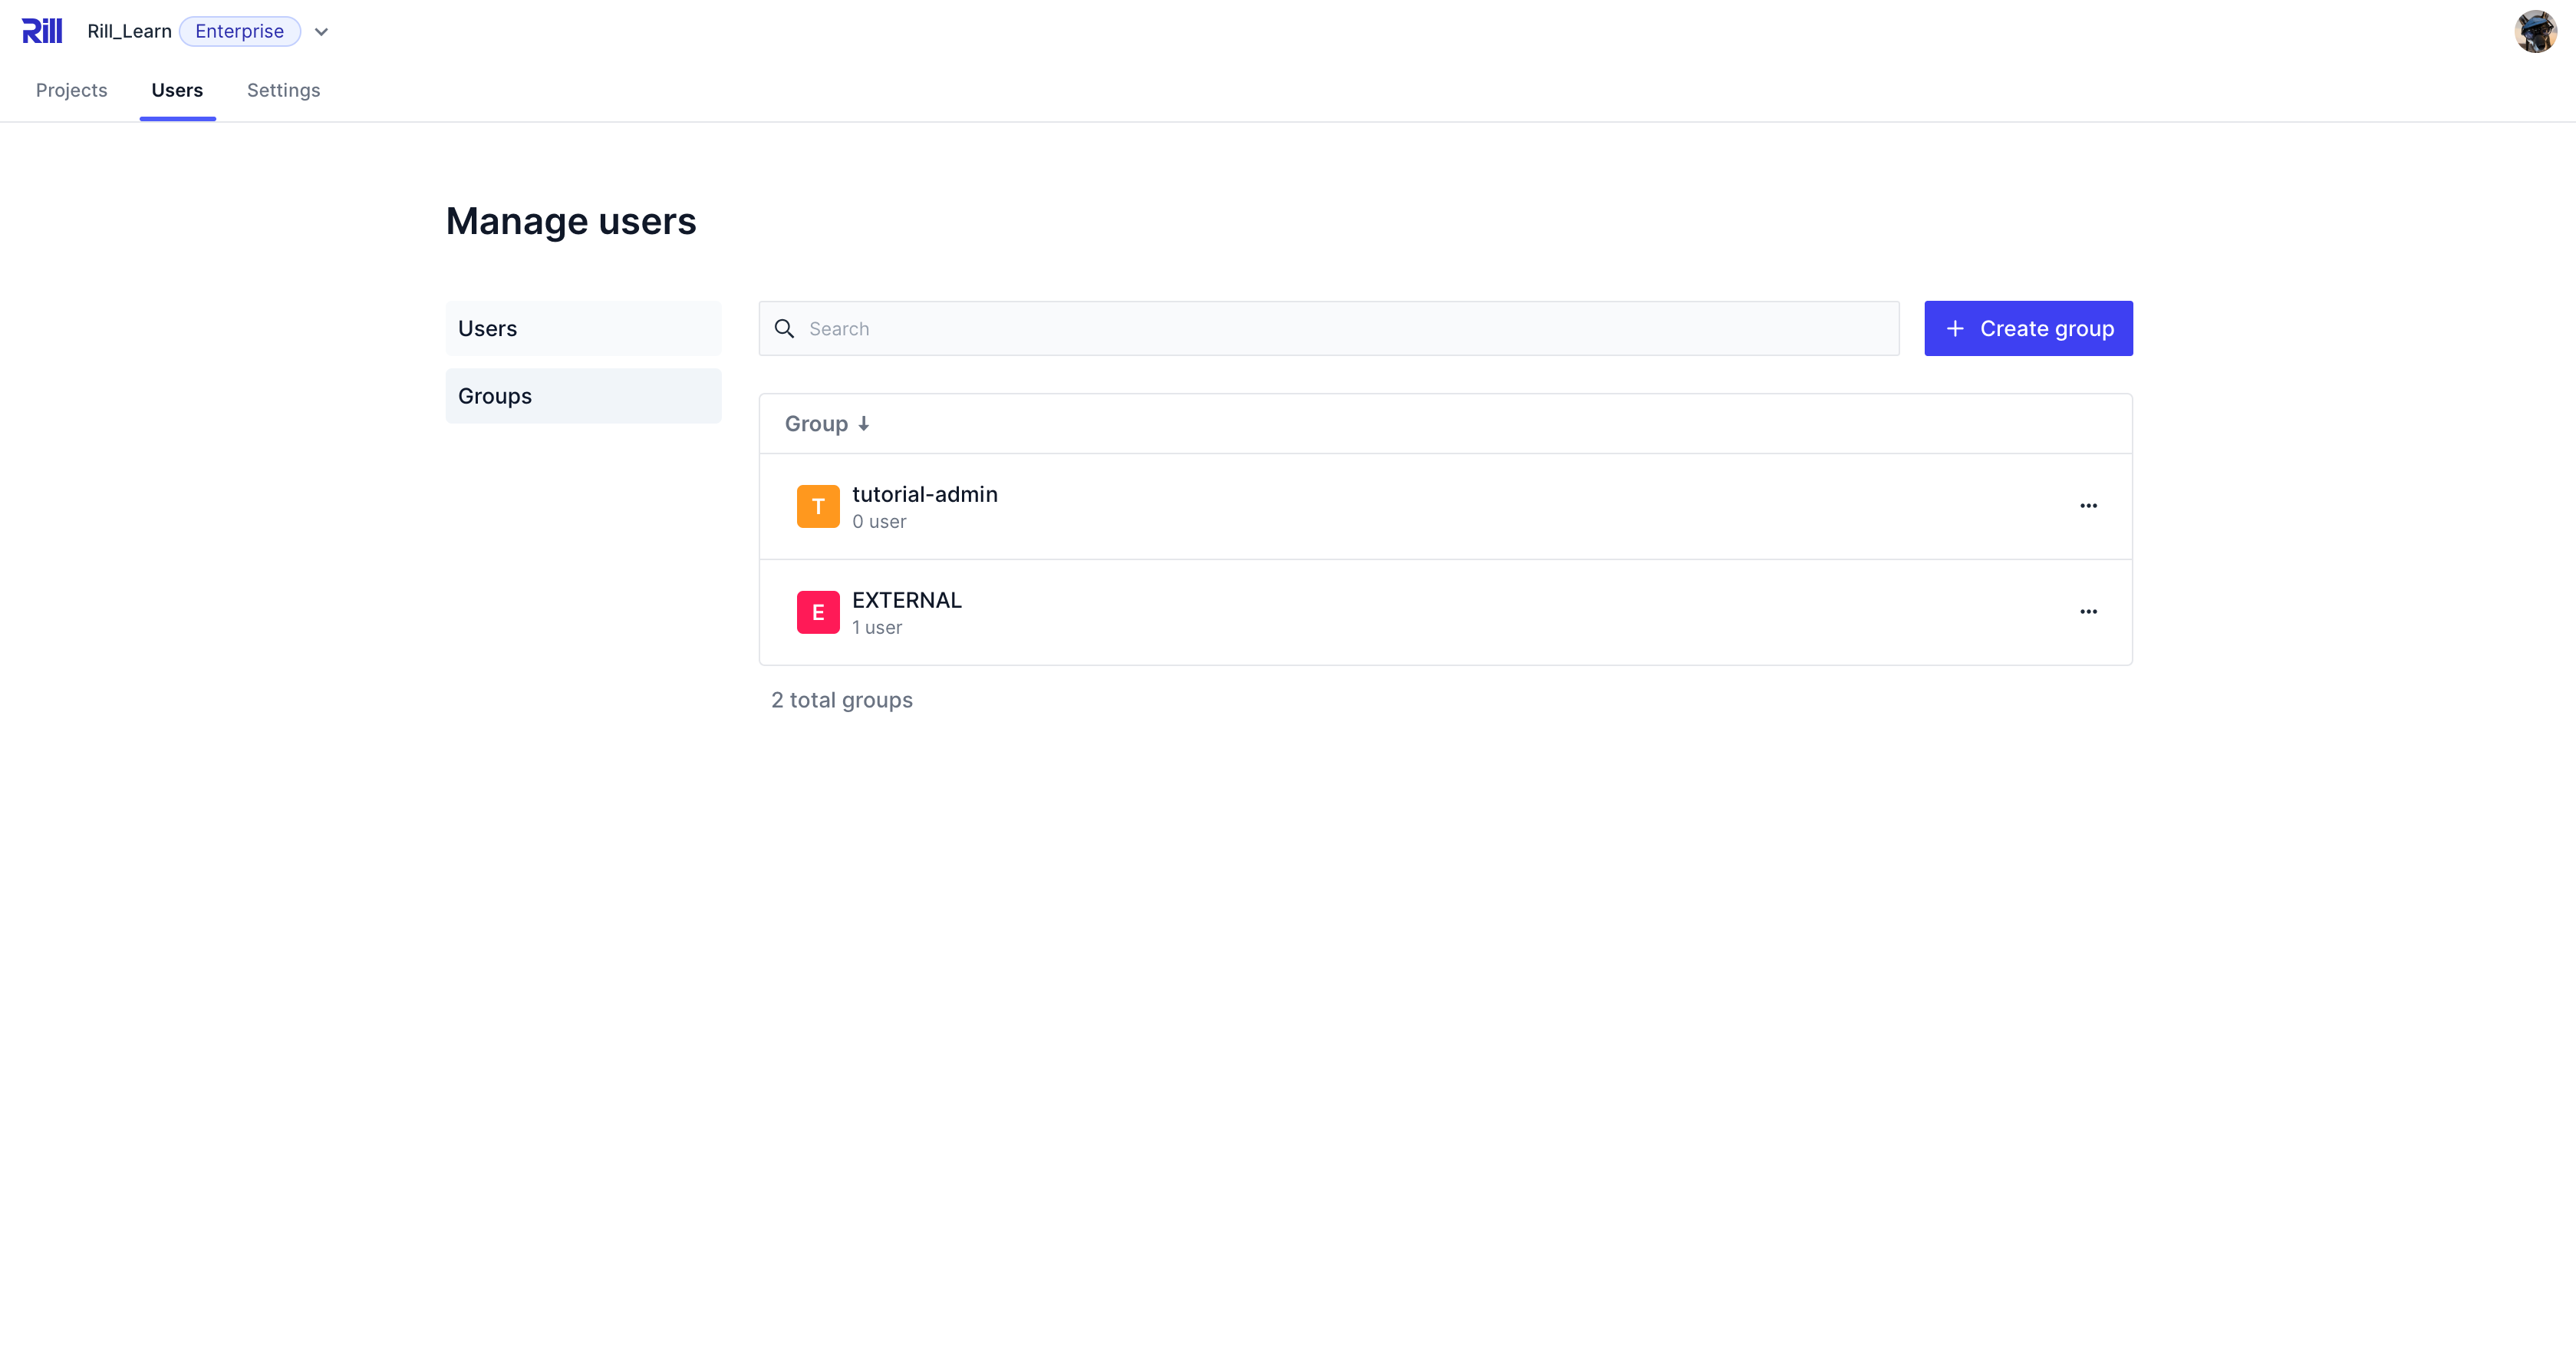 Rill Rill_Learn Enterprise
Projects Users Settings
Manage users
Users
Search
Create group
Groups
Group
T tutorial-admin
0 user
E EXTERNAL
1 user
2 total groups